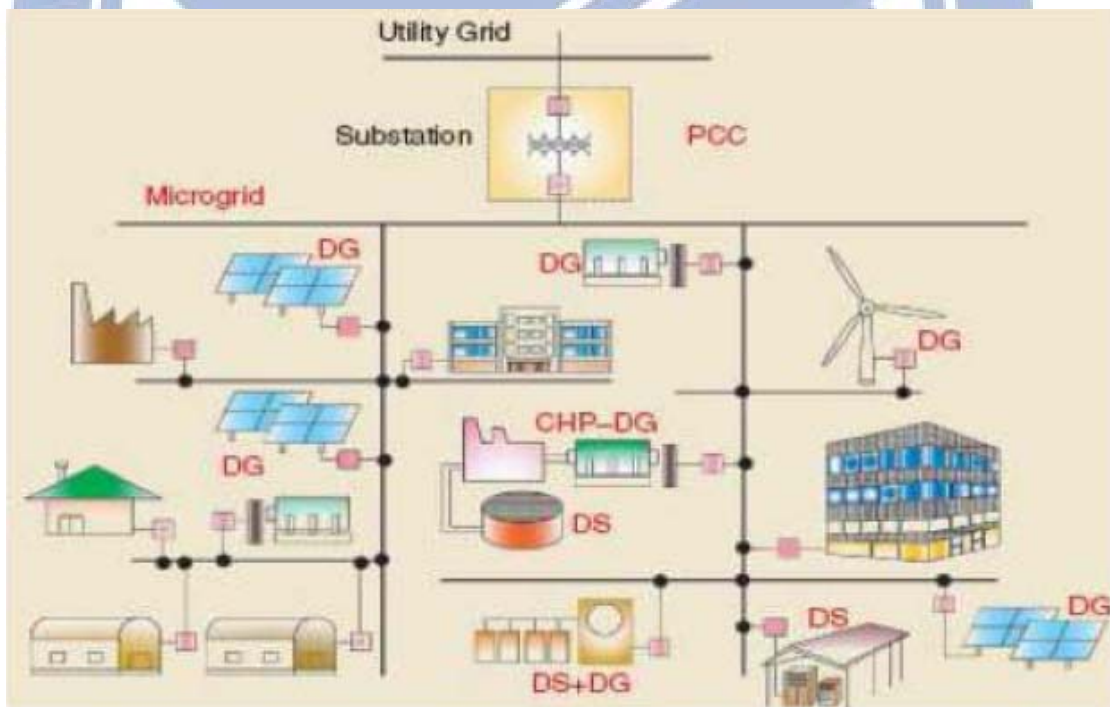 Utility Grid
Substation
PCC
Microgrid
DG
DG
DG
CHP–DG
DG
DS
DS
DG
DS+DG